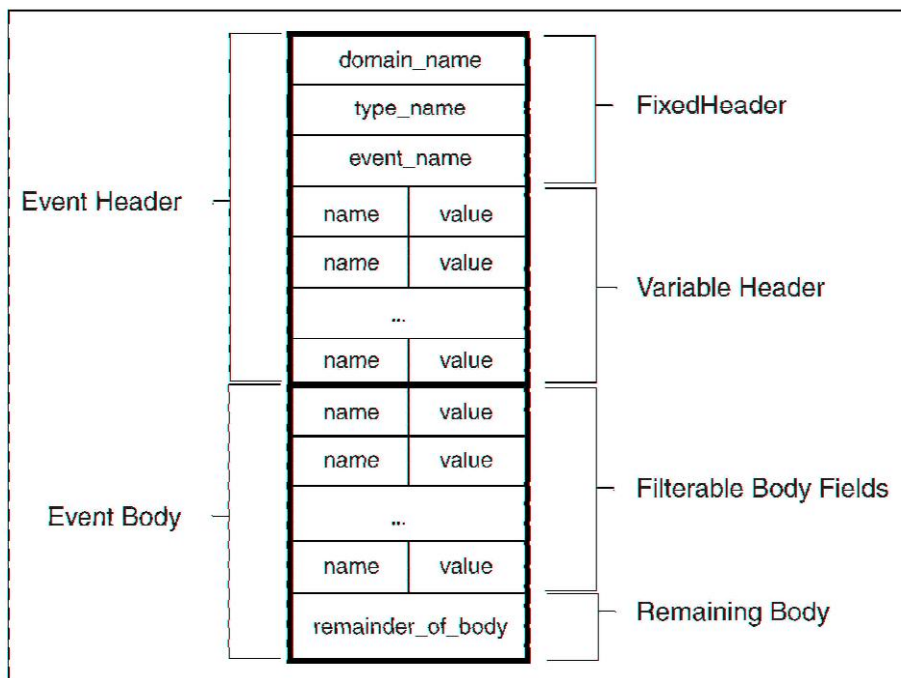 domain_name
type_name
FixedHeader
event_name
Event Header
name value
name value
Variable Header
...
name value
name value
name value
Filterable Body Fields
Event Body
...
name value
remainder_of_body
Remaining Body